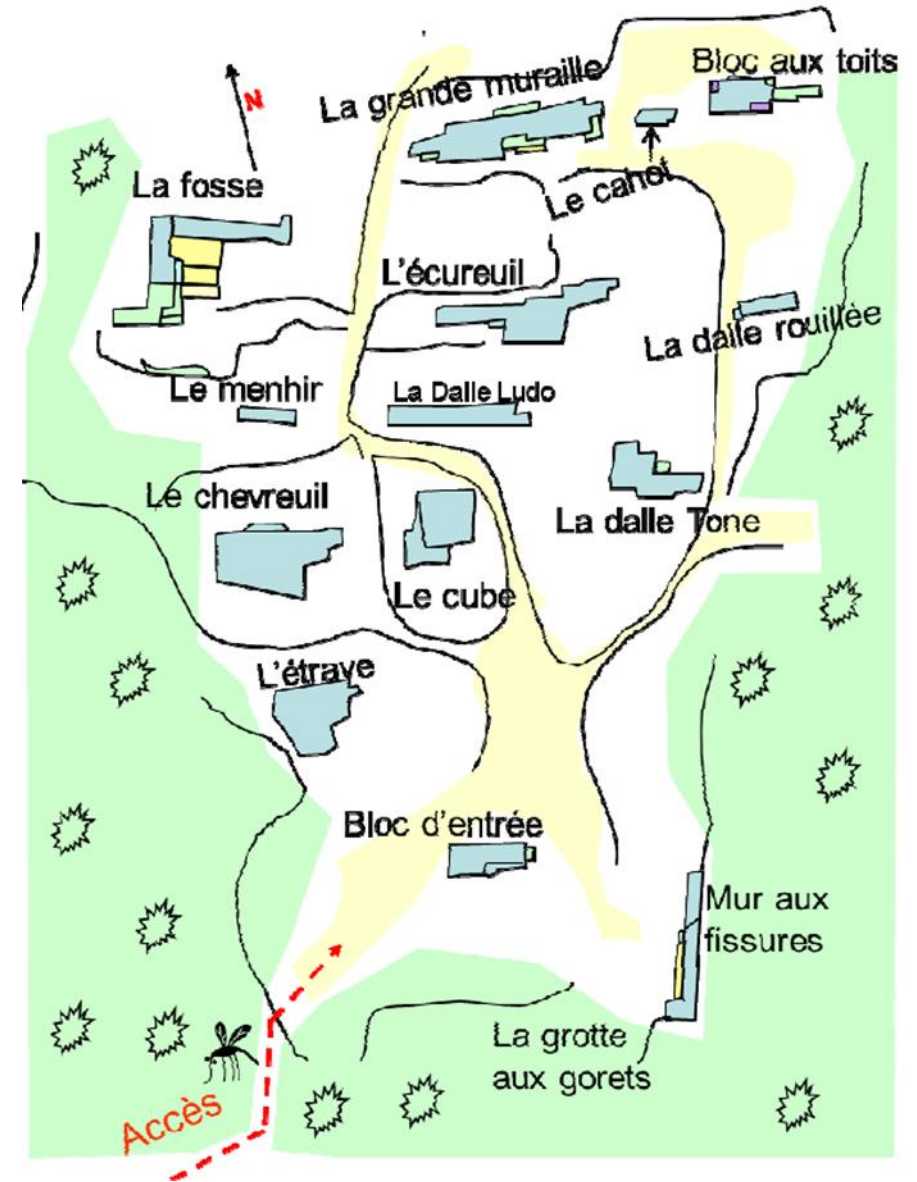 Bloc aux toits
La grande muraille
N
Le cahot
La fosse
L'écureuil
La dalle rouillée
Le menhir
La Dalle Ludo
Le chevreuil
La dalle Tone
Le cube
L'étrave
Bloc d'entrée
Mur aux
fissures
La grotte
aux gorets
Accès